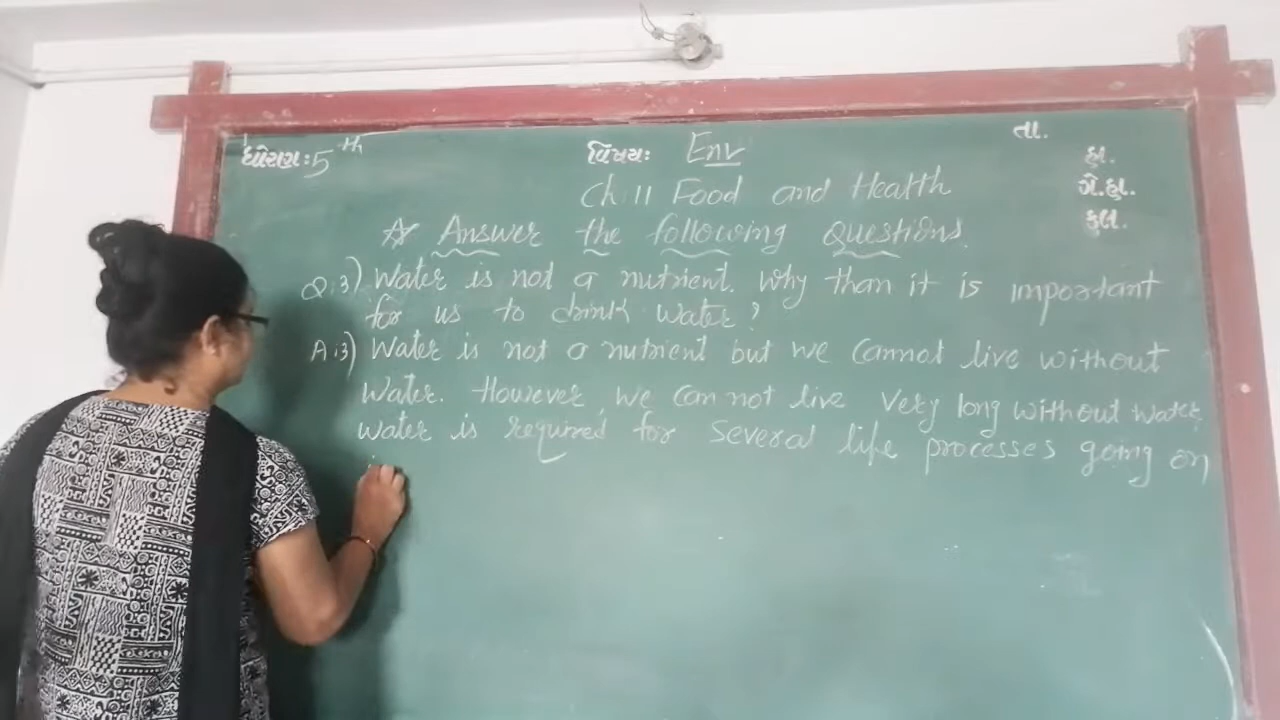 ધોરણ: 5th વિષય: Env તા.
હા.
Ch:11 Food and Health ગે.હા.
કુલ.
☆ Answer the following Questions.
Q:3) Water is not a nutrient. Why than it is important
for us to drink water?
A:3) Water is not a nutrient but we cannot live without
water. However, we can not live very long without water.
water is required for several life processes going on